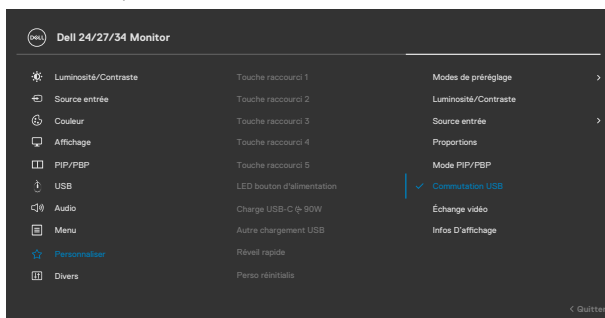 DELL
Dell 24/27/34 Monitor
Luminosité/Contraste
Source entrée
Couleur
Affichage
PIP/PBP
USB
Audio
Menu
Personnaliser
Divers
Touche raccourci 1
Touche raccourci 2
Touche raccourci 3
Touche raccourci 4
Touche raccourci 5
LED bouton d'alimentation
Charge USB-C 90W
Autre chargement USB
Réveil rapide
Perso réinitialis
Modes de préréglage
Luminosité/Contraste
Source entrée
Proportions
Mode PIP/PBP
Commutation USB
Échange vidéo
Infos D'affichage
Quitter